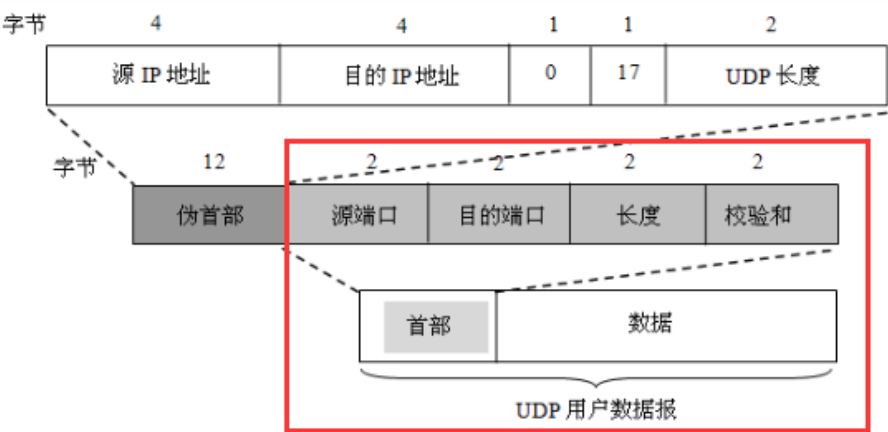 字节 4 4 1 1 2
源 IP 地址 目的 IP 地址 0 17 UDP 长度
字节 12 2 2 2 2
伪首部 源端口 目的端口 长度 校验和
首部 数据
UDP 用户数据报